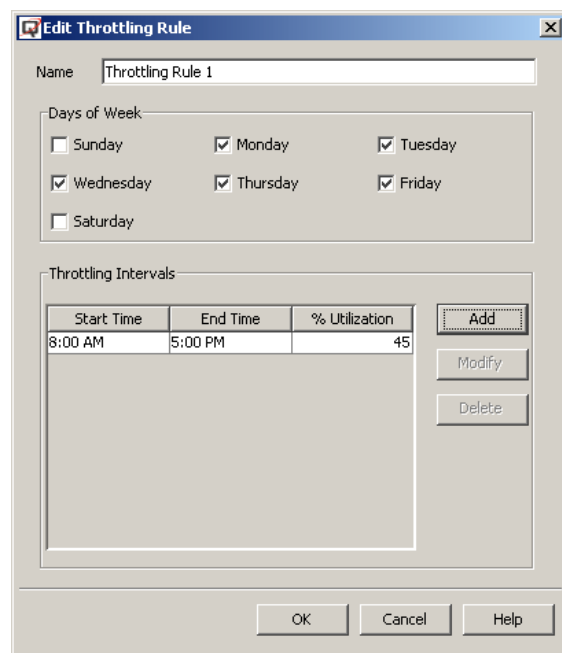 Edit Throttling Rule
Name Throttling Rule 1
Days of Week
Sunday Monday Tuesday
Wednesday Thursday Friday
Saturday
Throttling Intervals
Start Time End Time % Utilization
8:00 AM 5:00 PM 45
Add
Modify
Delete
OK Cancel Help